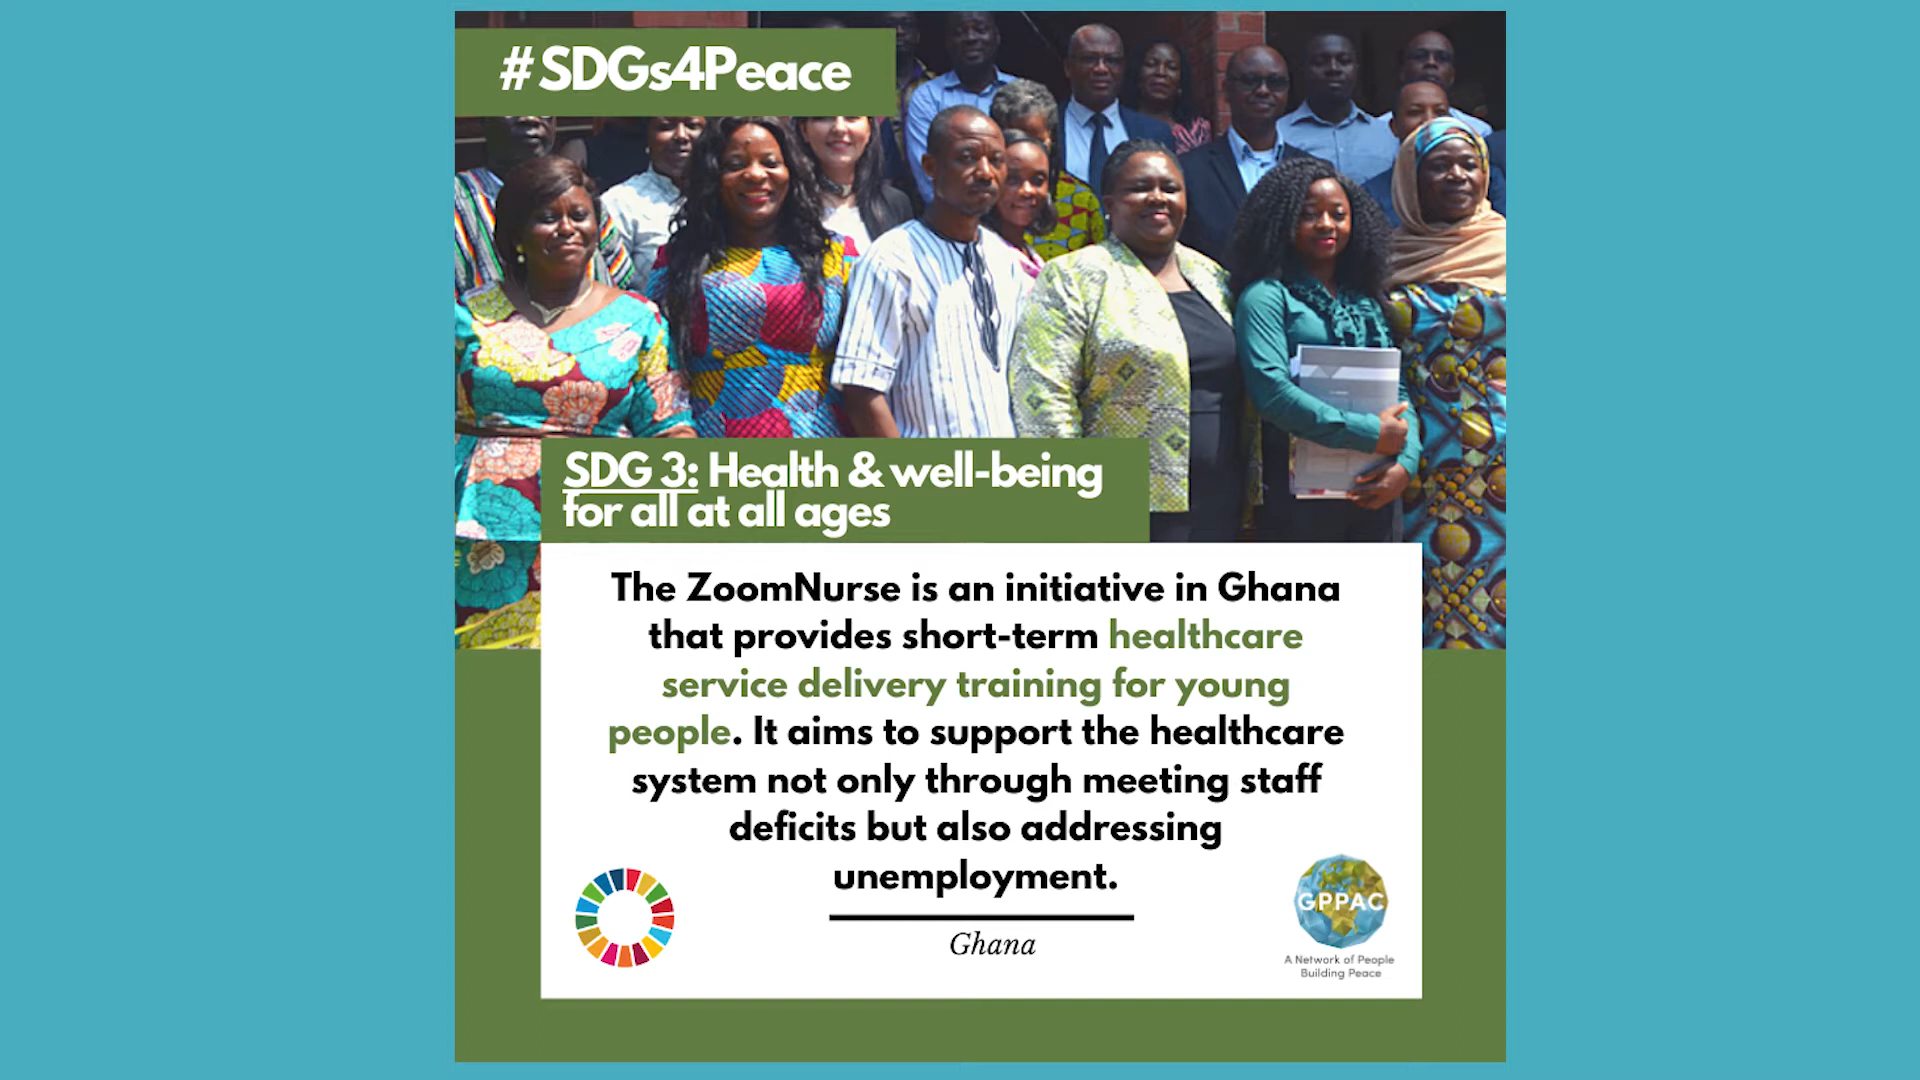 #SDGs4Peace
SDG 3: Health & well-being
for all at all ages
The ZoomNurse is an initiative in Ghana
that provides short-term healthcare
service delivery training for young
people. It aims to support the healthcare
system not only through meeting staff
deficits but also addressing
unemployment.
Ghana
GPPAC
A Network of People
Building Peace